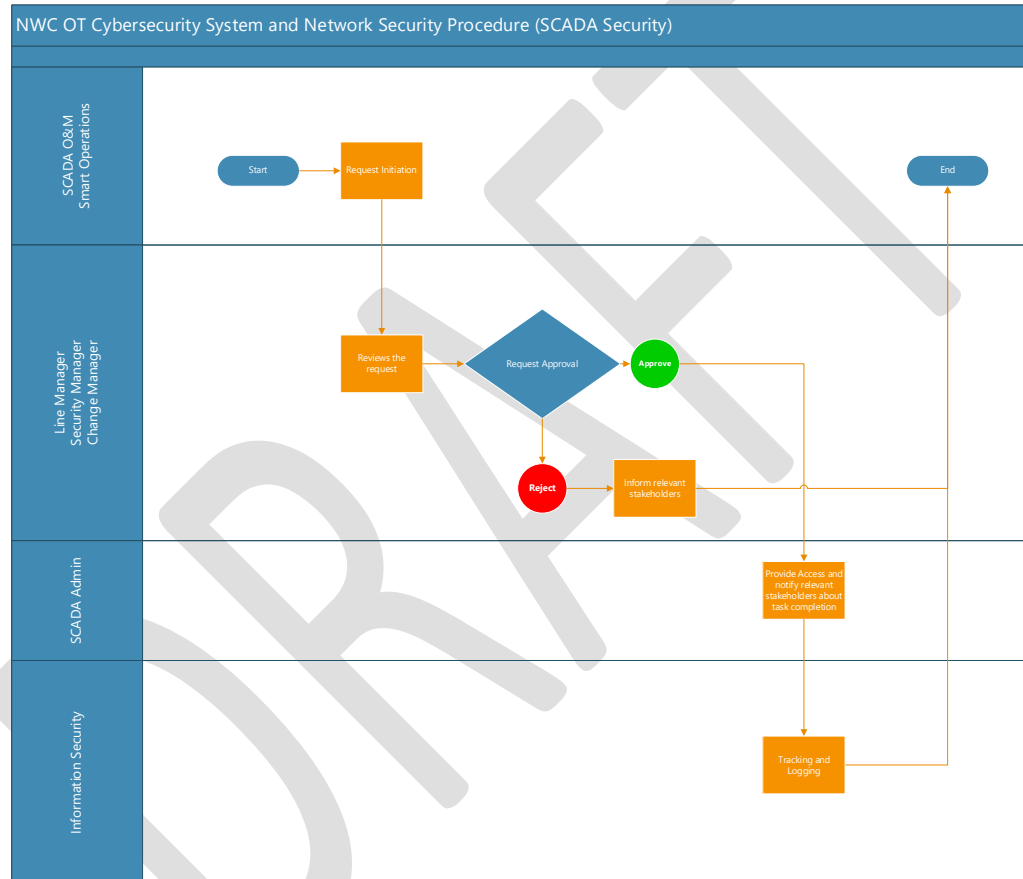 NWC OT Cybersecurity System and Network Security Procedure (SCADA Security)
SCADA O&M
Smart Operations
Start
Request Initiation
End
Line Manager
Security Manager
Change Manager
Reviews the
request
Request Approval
Approve
Reject
Inform relevant
stakeholders
SCADA Admin
Provide Access and
notify relevant
stakeholders about
task completion
Information Security
Tracking and
Logging
DRAFT